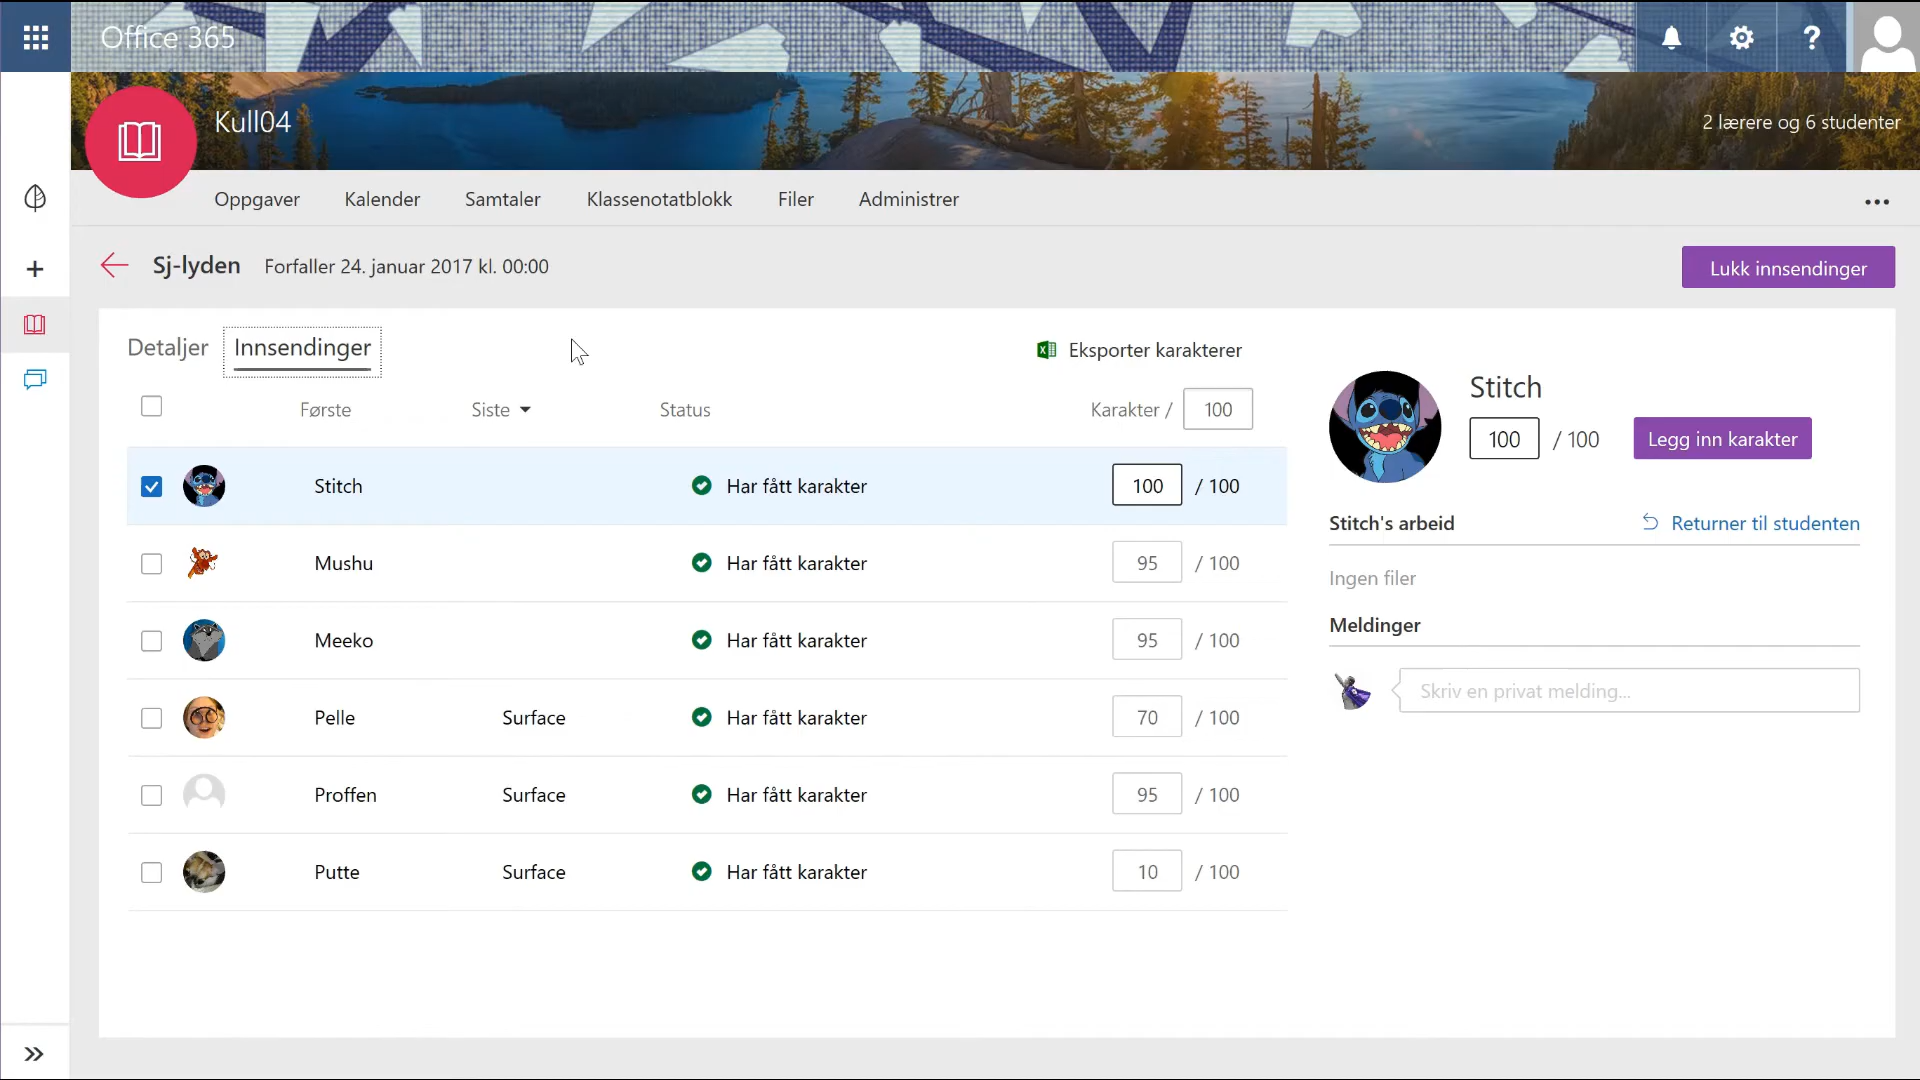 Office 365
?
Kull04
2 lærere og 6 studenter
Oppgaver Kalender Samtaler Klassenotatblokk Filer Administrer
Sj-lyden Forfaller 24. januar 2017 kl. 00:00
Lukk innsendinger
Detaljer Innsendinger
Eksporter karakterer
Første Siste Status Karakter / 100
Stitch Har fått karakter 100 / 100
Mushu Har fått karakter 95 / 100
Meeko Har fått karakter 95 / 100
Pelle Surface Har fått karakter 70 / 100
Proffen Surface Har fått karakter 95 / 100
Putte Surface Har fått karakter 10 / 100
Stitch
100 / 100 Legg inn karakter
Stitch's arbeid Returner til studenten
Ingen filer
Meldinger
Skriv en privat melding...